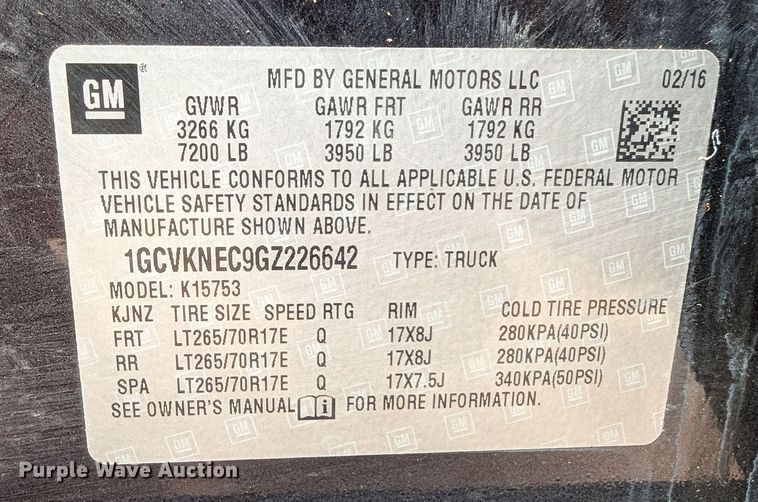 GM ® MFD BY GENERAL MOTORS LLC 02/16
GVWR GAWR FRT GAWR RR
3266 KG 1792 KG 1792 KG
7200 LB 3950 LB 3950 LB
THIS VEHICLE CONFORMS TO ALL APPLICABLE U.S. FEDERAL MOTOR
VEHICLE SAFETY STANDARDS IN EFFECT ON THE DATE OF
MANUFACTURE SHOWN ABOVE.
1GCVKNEC9GZ226642 TYPE: TRUCK
MODEL: K15753
KJNZ TIRE SIZE SPEED RTG RIM COLD TIRE PRESSURE
FRT LT265/70R17E Q 17X8J 280KPA(40PSI)
RR LT265/70R17E Q 17X8J 280KPA(40PSI)
SPA LT265/70R17E Q 17X7.5J 340KPA(50PSI)
SEE OWNER'S MANUAL FOR MORE INFORMATION.
Purple Wave Auction